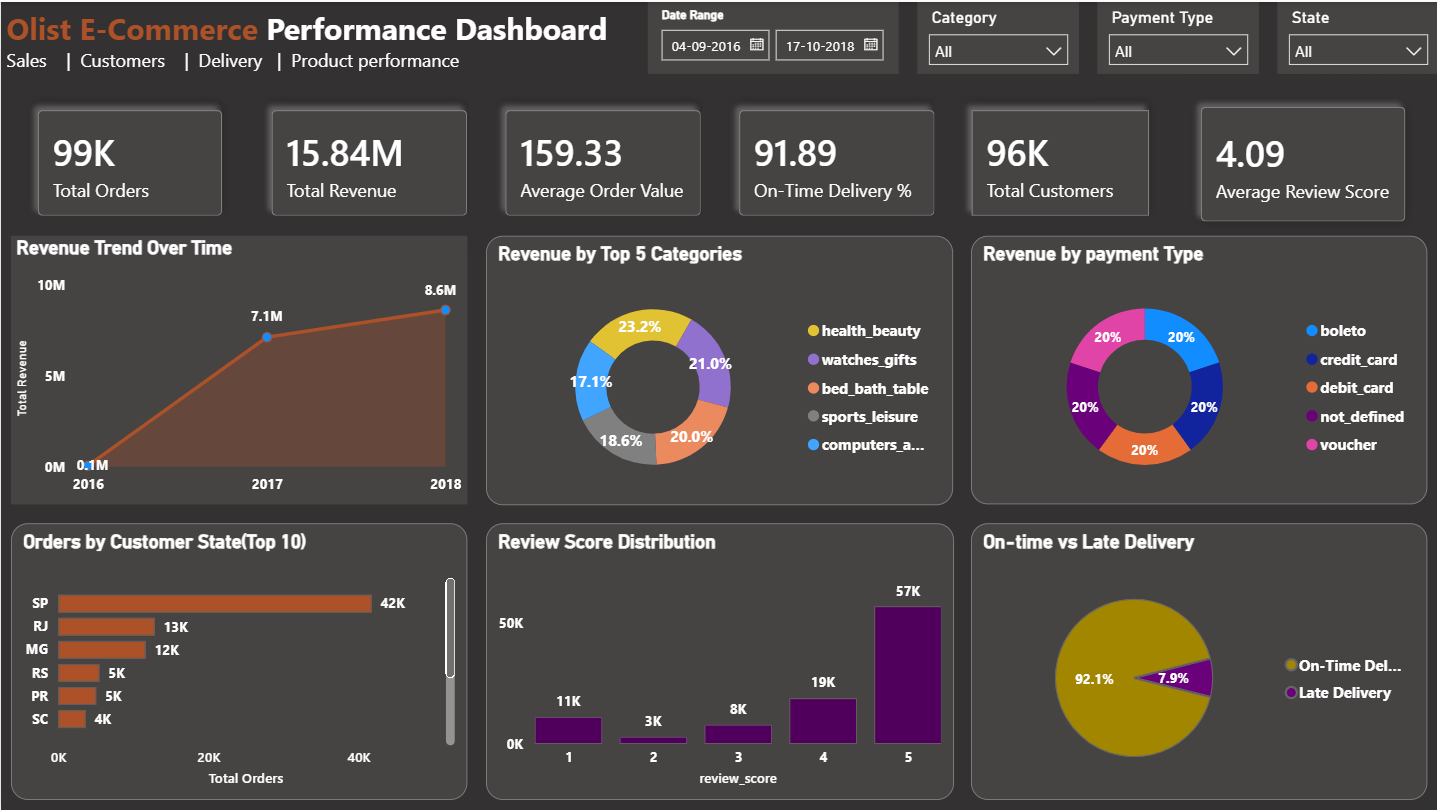 Olist E-Commerce Performance Dashboard
Sales | Customers | Delivery | Product performance
Date Range
04-09-2016 17-10-2018
Category
All
Payment Type
All
State
All
99K
Total Orders
15.84M
Total Revenue
159.33
Average Order Value
91.89
On-Time Delivery %
96K
Total Customers
4.09
Average Review Score
Revenue Trend Over Time
Total Revenue
10M
5M
0M
0.1M
7.1M
8.6M
2016 2017 2018
Revenue by Top 5 Categories
23.2%
21.0%
20.0%
18.6%
17.1%
health_beauty
watches_gifts
bed_bath_table
sports_leisure
computers_a...
Revenue by payment Type
20%
20%
20%
20%
20%
boleto
credit_card
debit_card
not_defined
voucher
Orders by Customer State(Top 10)
SP 42K
RJ 13K
MG 12K
RS 5K
PR 5K
SC 4K
0K 20K 40K
Total Orders
Review Score Distribution
50K
0K
11K
3K
8K
19K
57K
1 2 3 4 5
review_score
On-time vs Late Delivery
92.1%
7.9%
On-Time Del...
Late Delivery